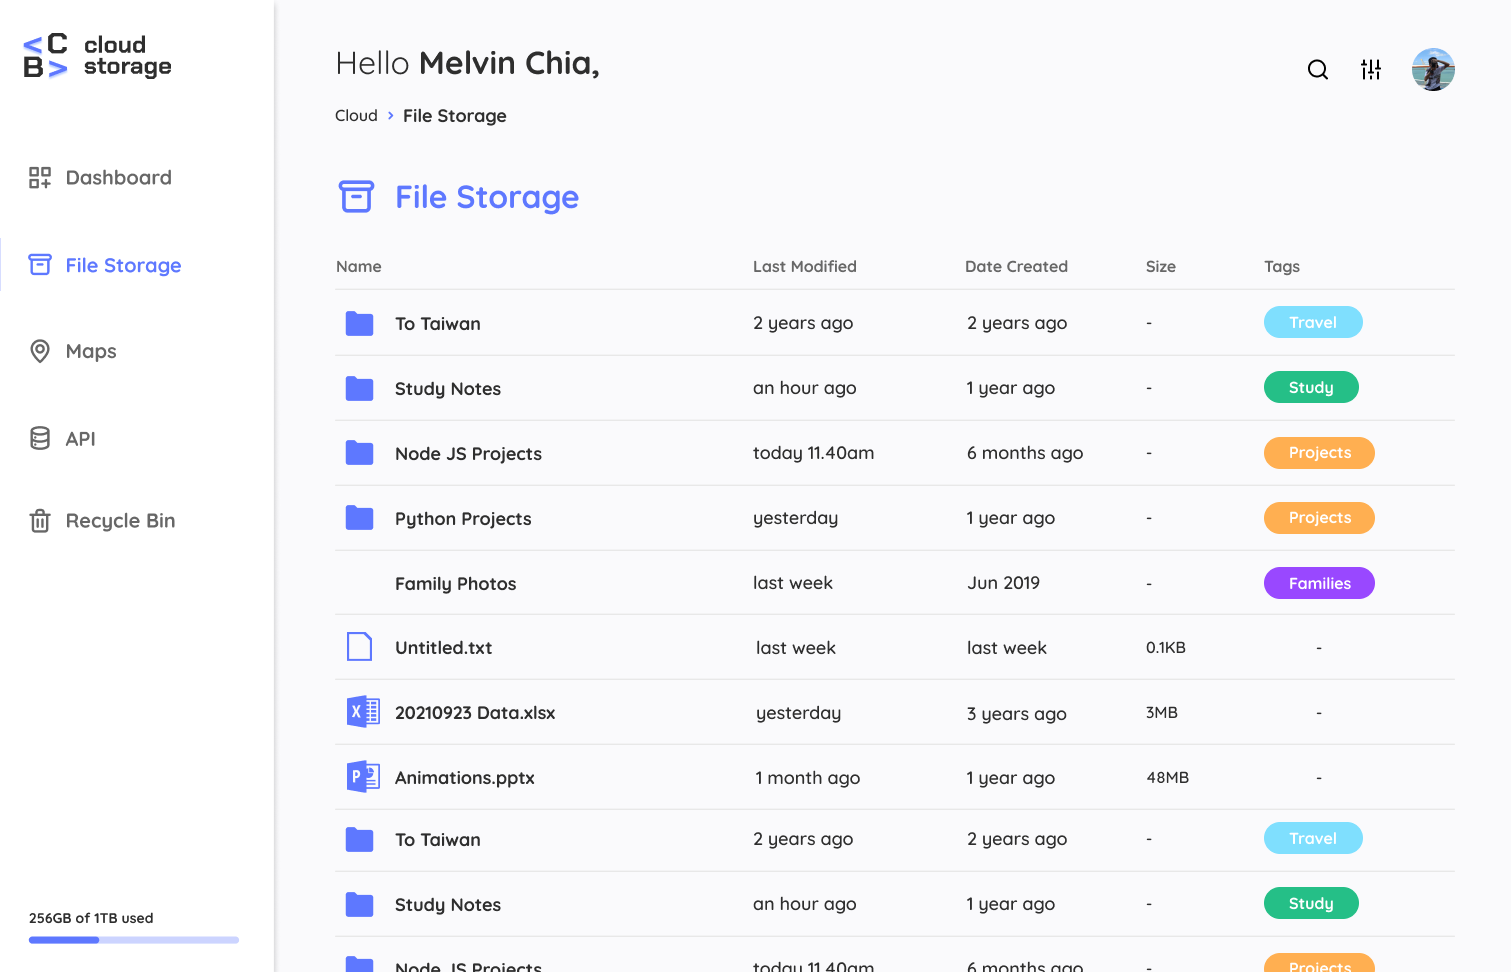 <C cloud
B> storage
Dashboard
File Storage
Maps
API
Recycle Bin
256GB of 1TB used
Hello Melvin Chia,
Cloud > File Storage
File Storage
Name Last Modified Date Created Size Tags
To Taiwan 2 years ago 2 years ago - Travel
Study Notes an hour ago 1 year ago - Study
Node JS Projects today 11.40am 6 months ago - Projects
Python Projects yesterday 1 year ago - Projects
Family Photos last week Jun 2019 - Families
Untitled.txt last week last week 0.1KB -
X 20210923 Data.xlsx yesterday 3 years ago 3MB -
P Animations.pptx 1 month ago 1 year ago 48MB -
To Taiwan 2 years ago 2 years ago - Travel
Study Notes an hour ago 1 year ago - Study
Node JS Projects today 11.40am 6 months ago - Projects